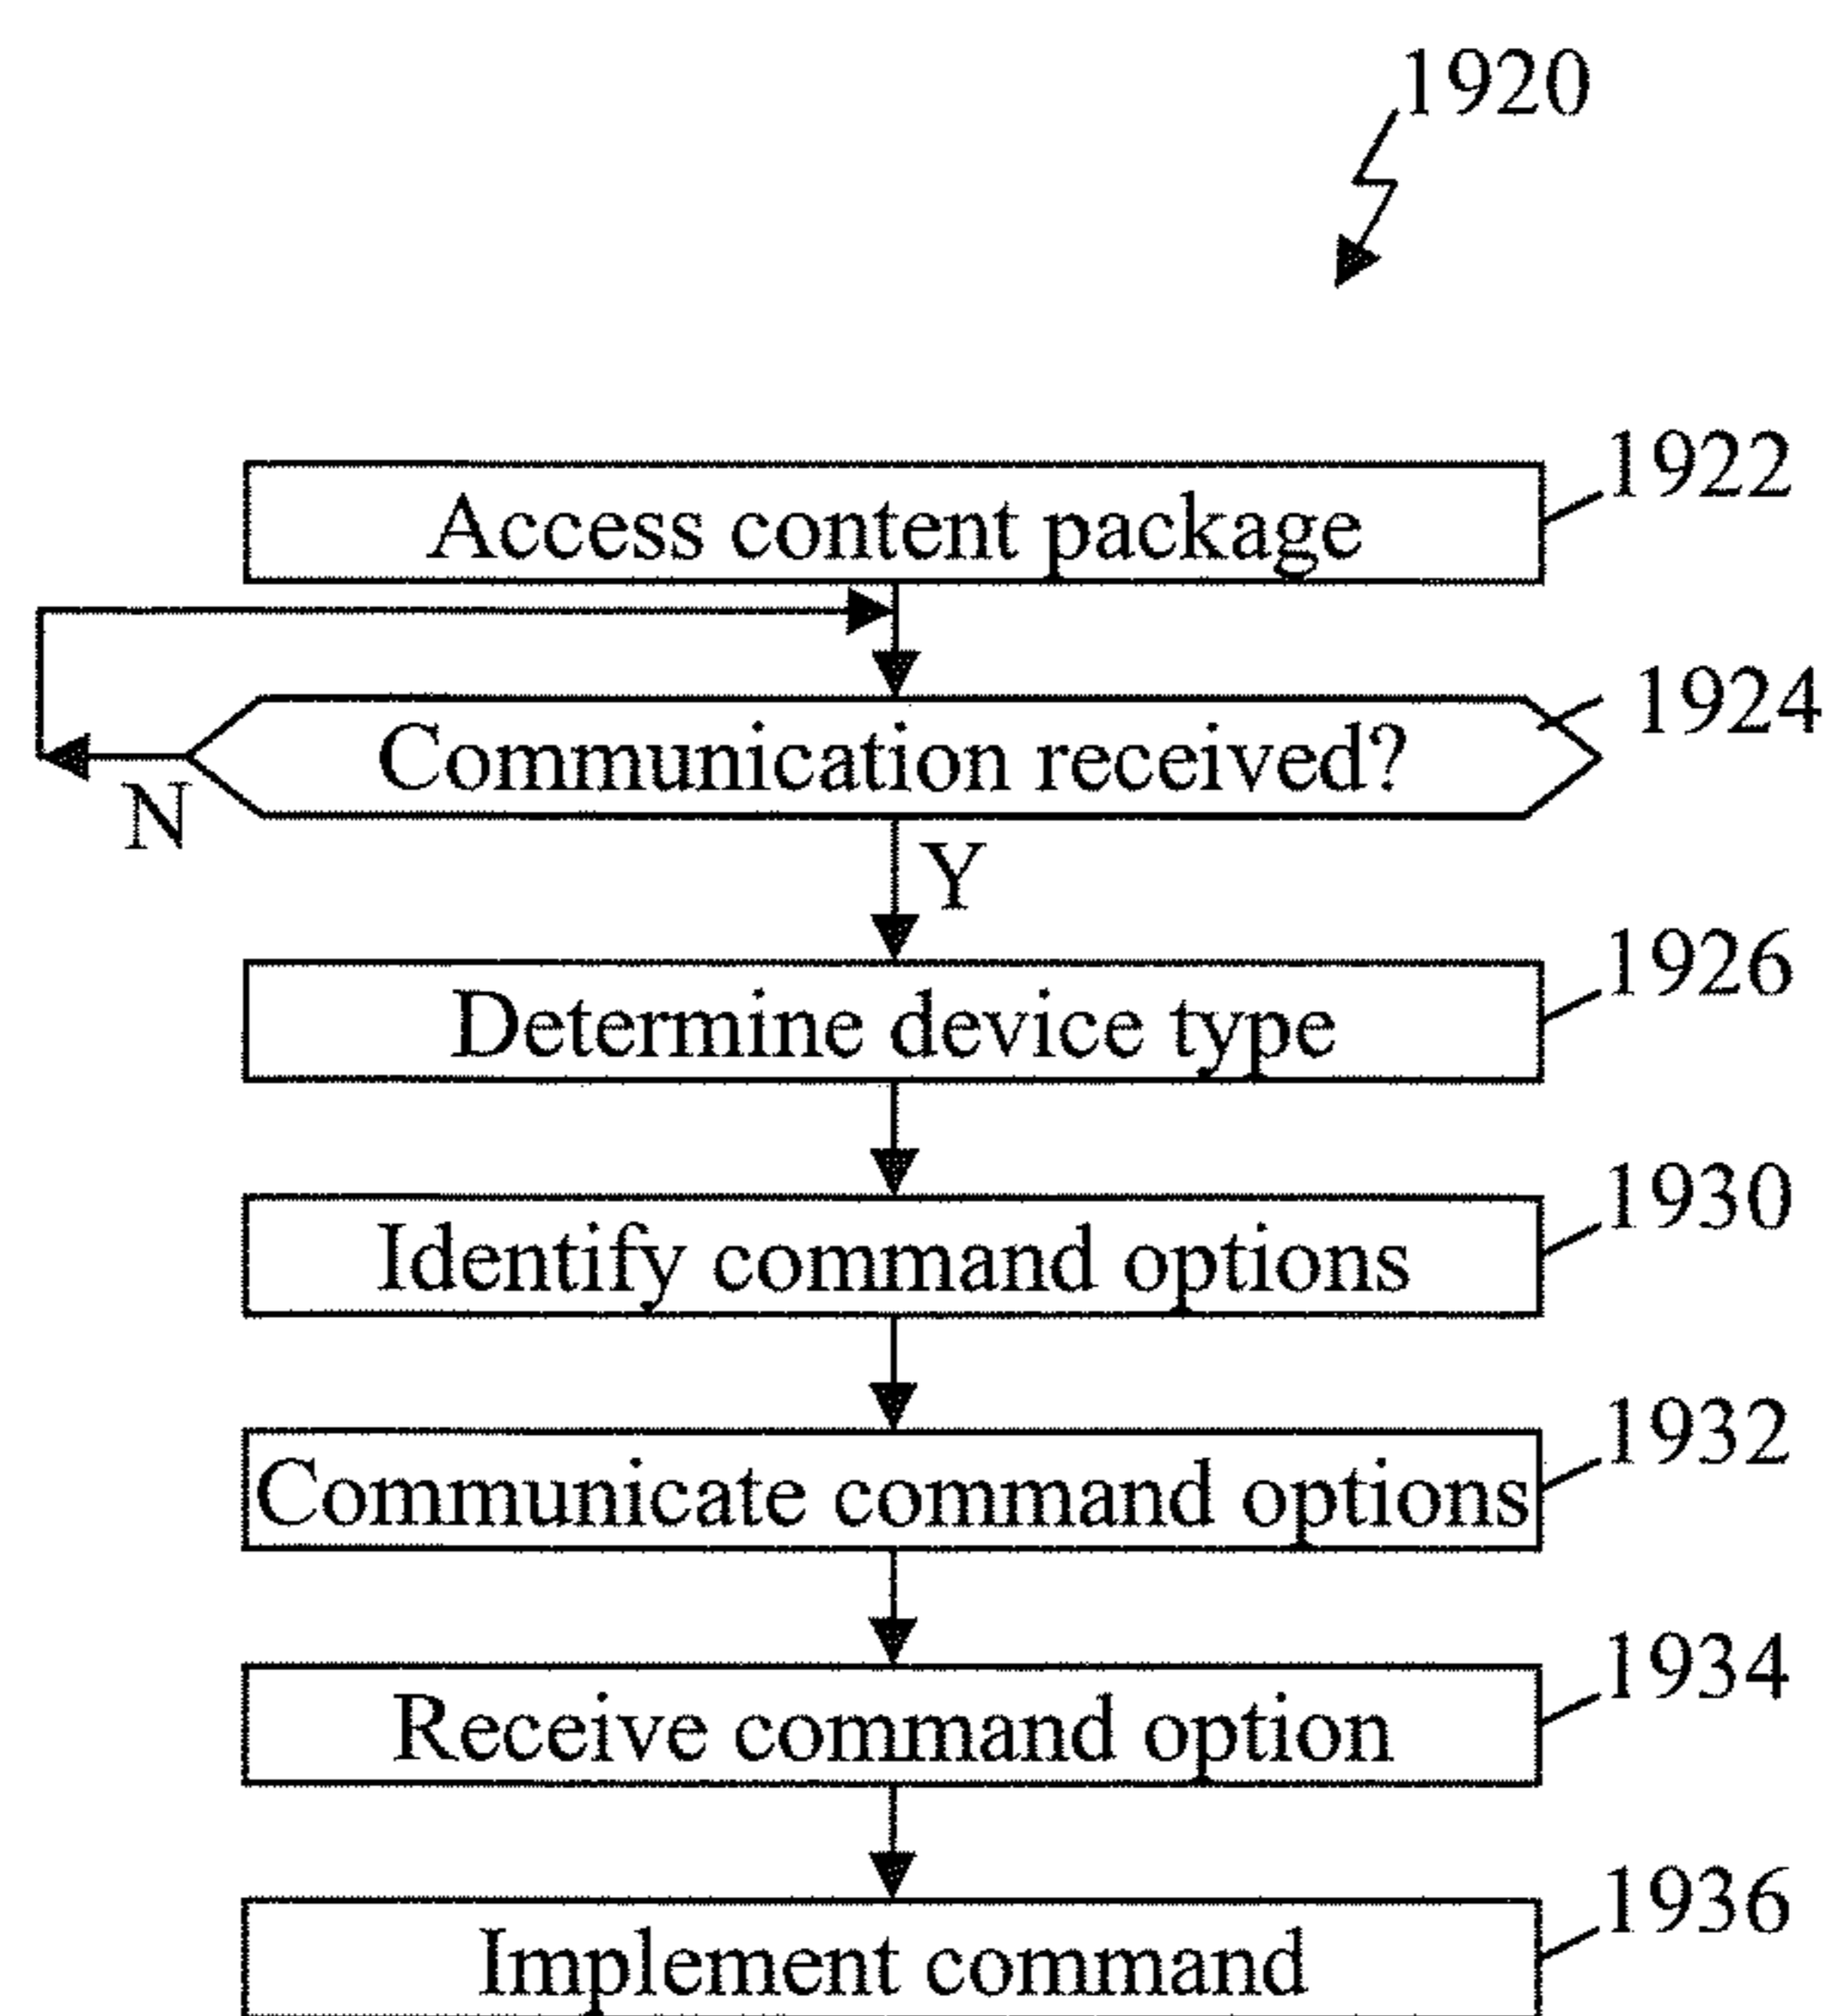 1920
Access content package
1922
Communication received?
1924
N
Y
Determine device type
1926
Identify command options
1930
Communicate command options
1932
Receive command option
1934
Implement command
1936